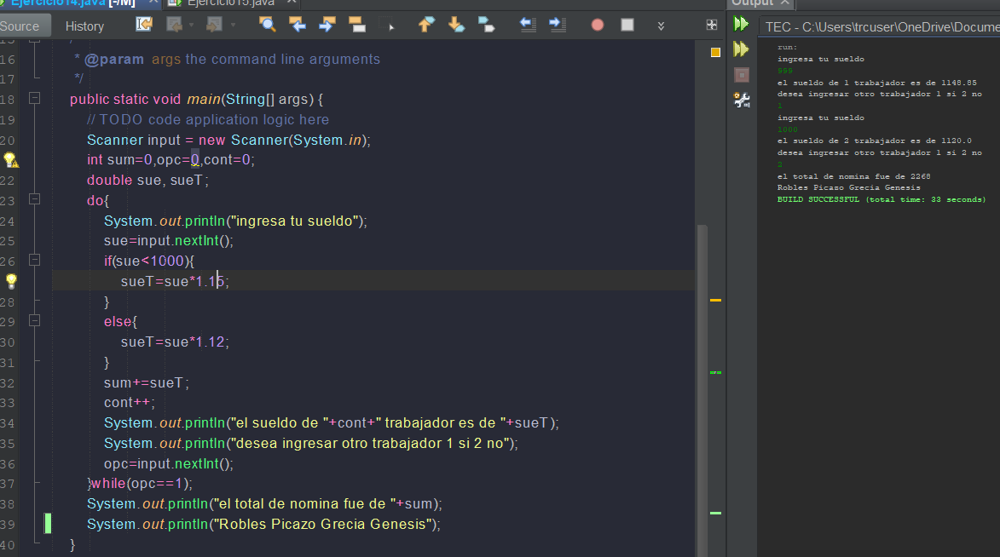 Ejercicio14.java [-/M]
Ejercicio15.java
Output
Source
History
TEC - C:\Users\trcuser\OneDrive\Docume
15
16 * @param args the command line arguments
17 */
18 public static void main(String[] args) {
19 // TODO code application logic here
20 Scanner input = new Scanner(System.in);
int sum=0,opc=0,cont=0;
22 double sue, sueT;
23 do{
24 System.out.println("ingresa tu sueldo");
25 sue=input.nextInt();
26 if(sue<1000){
sueT=sue*1.15;
28 }
29 else{
30 sueT=sue*1.12;
31 }
32 sum+=sueT;
33 cont++;
34 System.out.println("el sueldo de "+cont+" trabajador es de "+sueT);
35 System.out.println("desea ingresar otro trabajador 1 si 2 no");
36 opc=input.nextInt();
37 }while(opc==1);
38 System.out.println("el total de nomina fue de "+sum);
39 System.out.println("Robles Picazo Grecia Genesis");
40 }
run:
ingresa tu sueldo
999
el sueldo de 1 trabajador es de 1148.85
desea ingresar otro trabajador 1 si 2 no
1
ingresa tu sueldo
1000
el sueldo de 2 trabajador es de 1120.0
desea ingresar otro trabajador 1 si 2 no
2
el total de nomina fue de 2268
Robles Picazo Grecia Genesis
BUILD SUCCESSFUL (total time: 33 seconds)